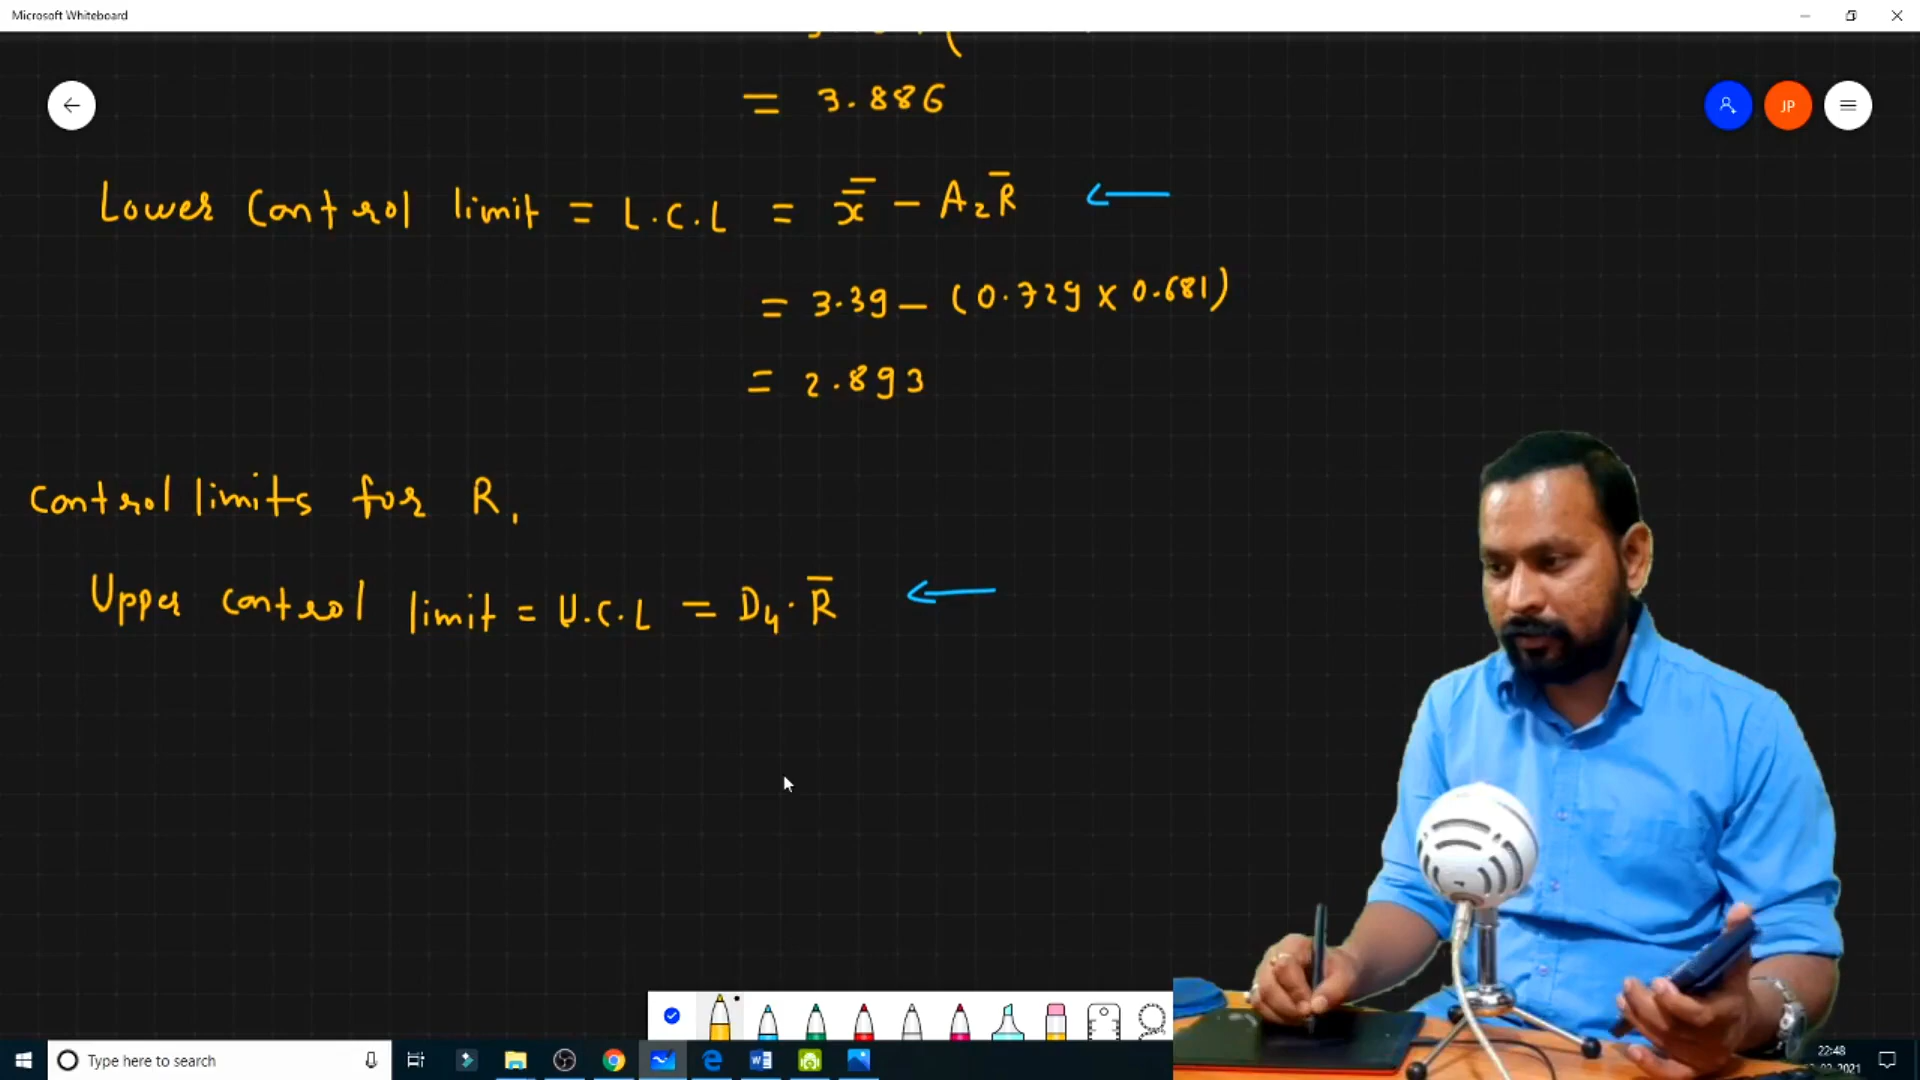 Microsoft Whiteboard
= 3.886
JP
Lower Control limit = L.C.L = x̿ - A₂R̅ ←
= 3.39 - (0.729 × 0.681)
= 2.893
Control limits for R,
Upper control limit = U.C.L = D₄·R̅ ←
Type here to search
22:48